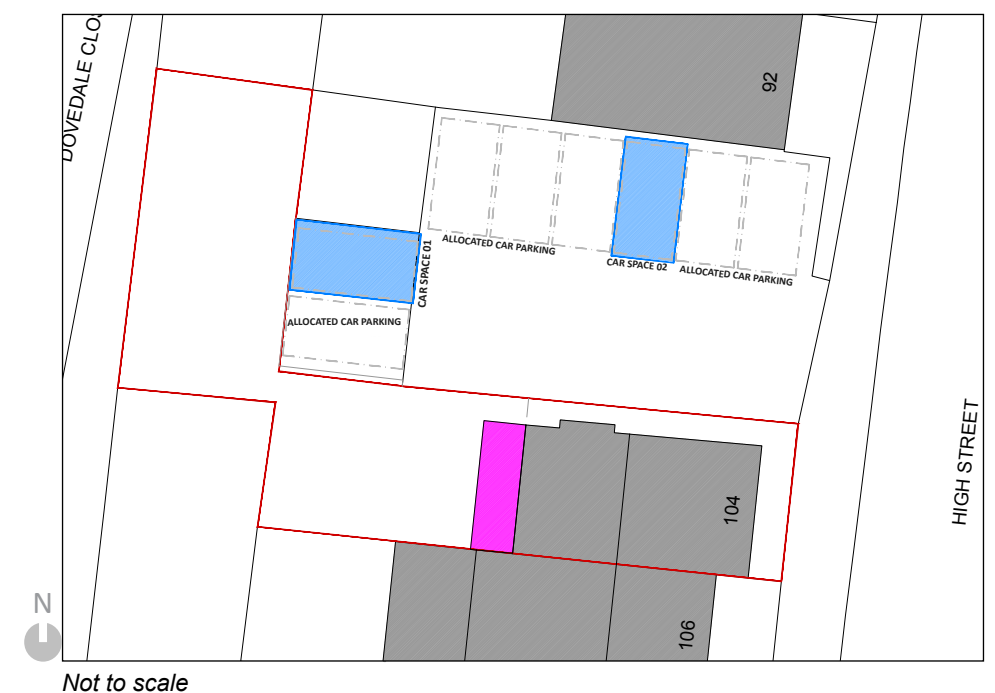 DOVEDALE CLOS
92
ALLOCATED CAR PARKING
CAR SPACE 01
CAR SPACE 02
ALLOCATED CAR PARKING
ALLOCATED CAR PARKING
HIGH STREET
104
106
N
Not to scale